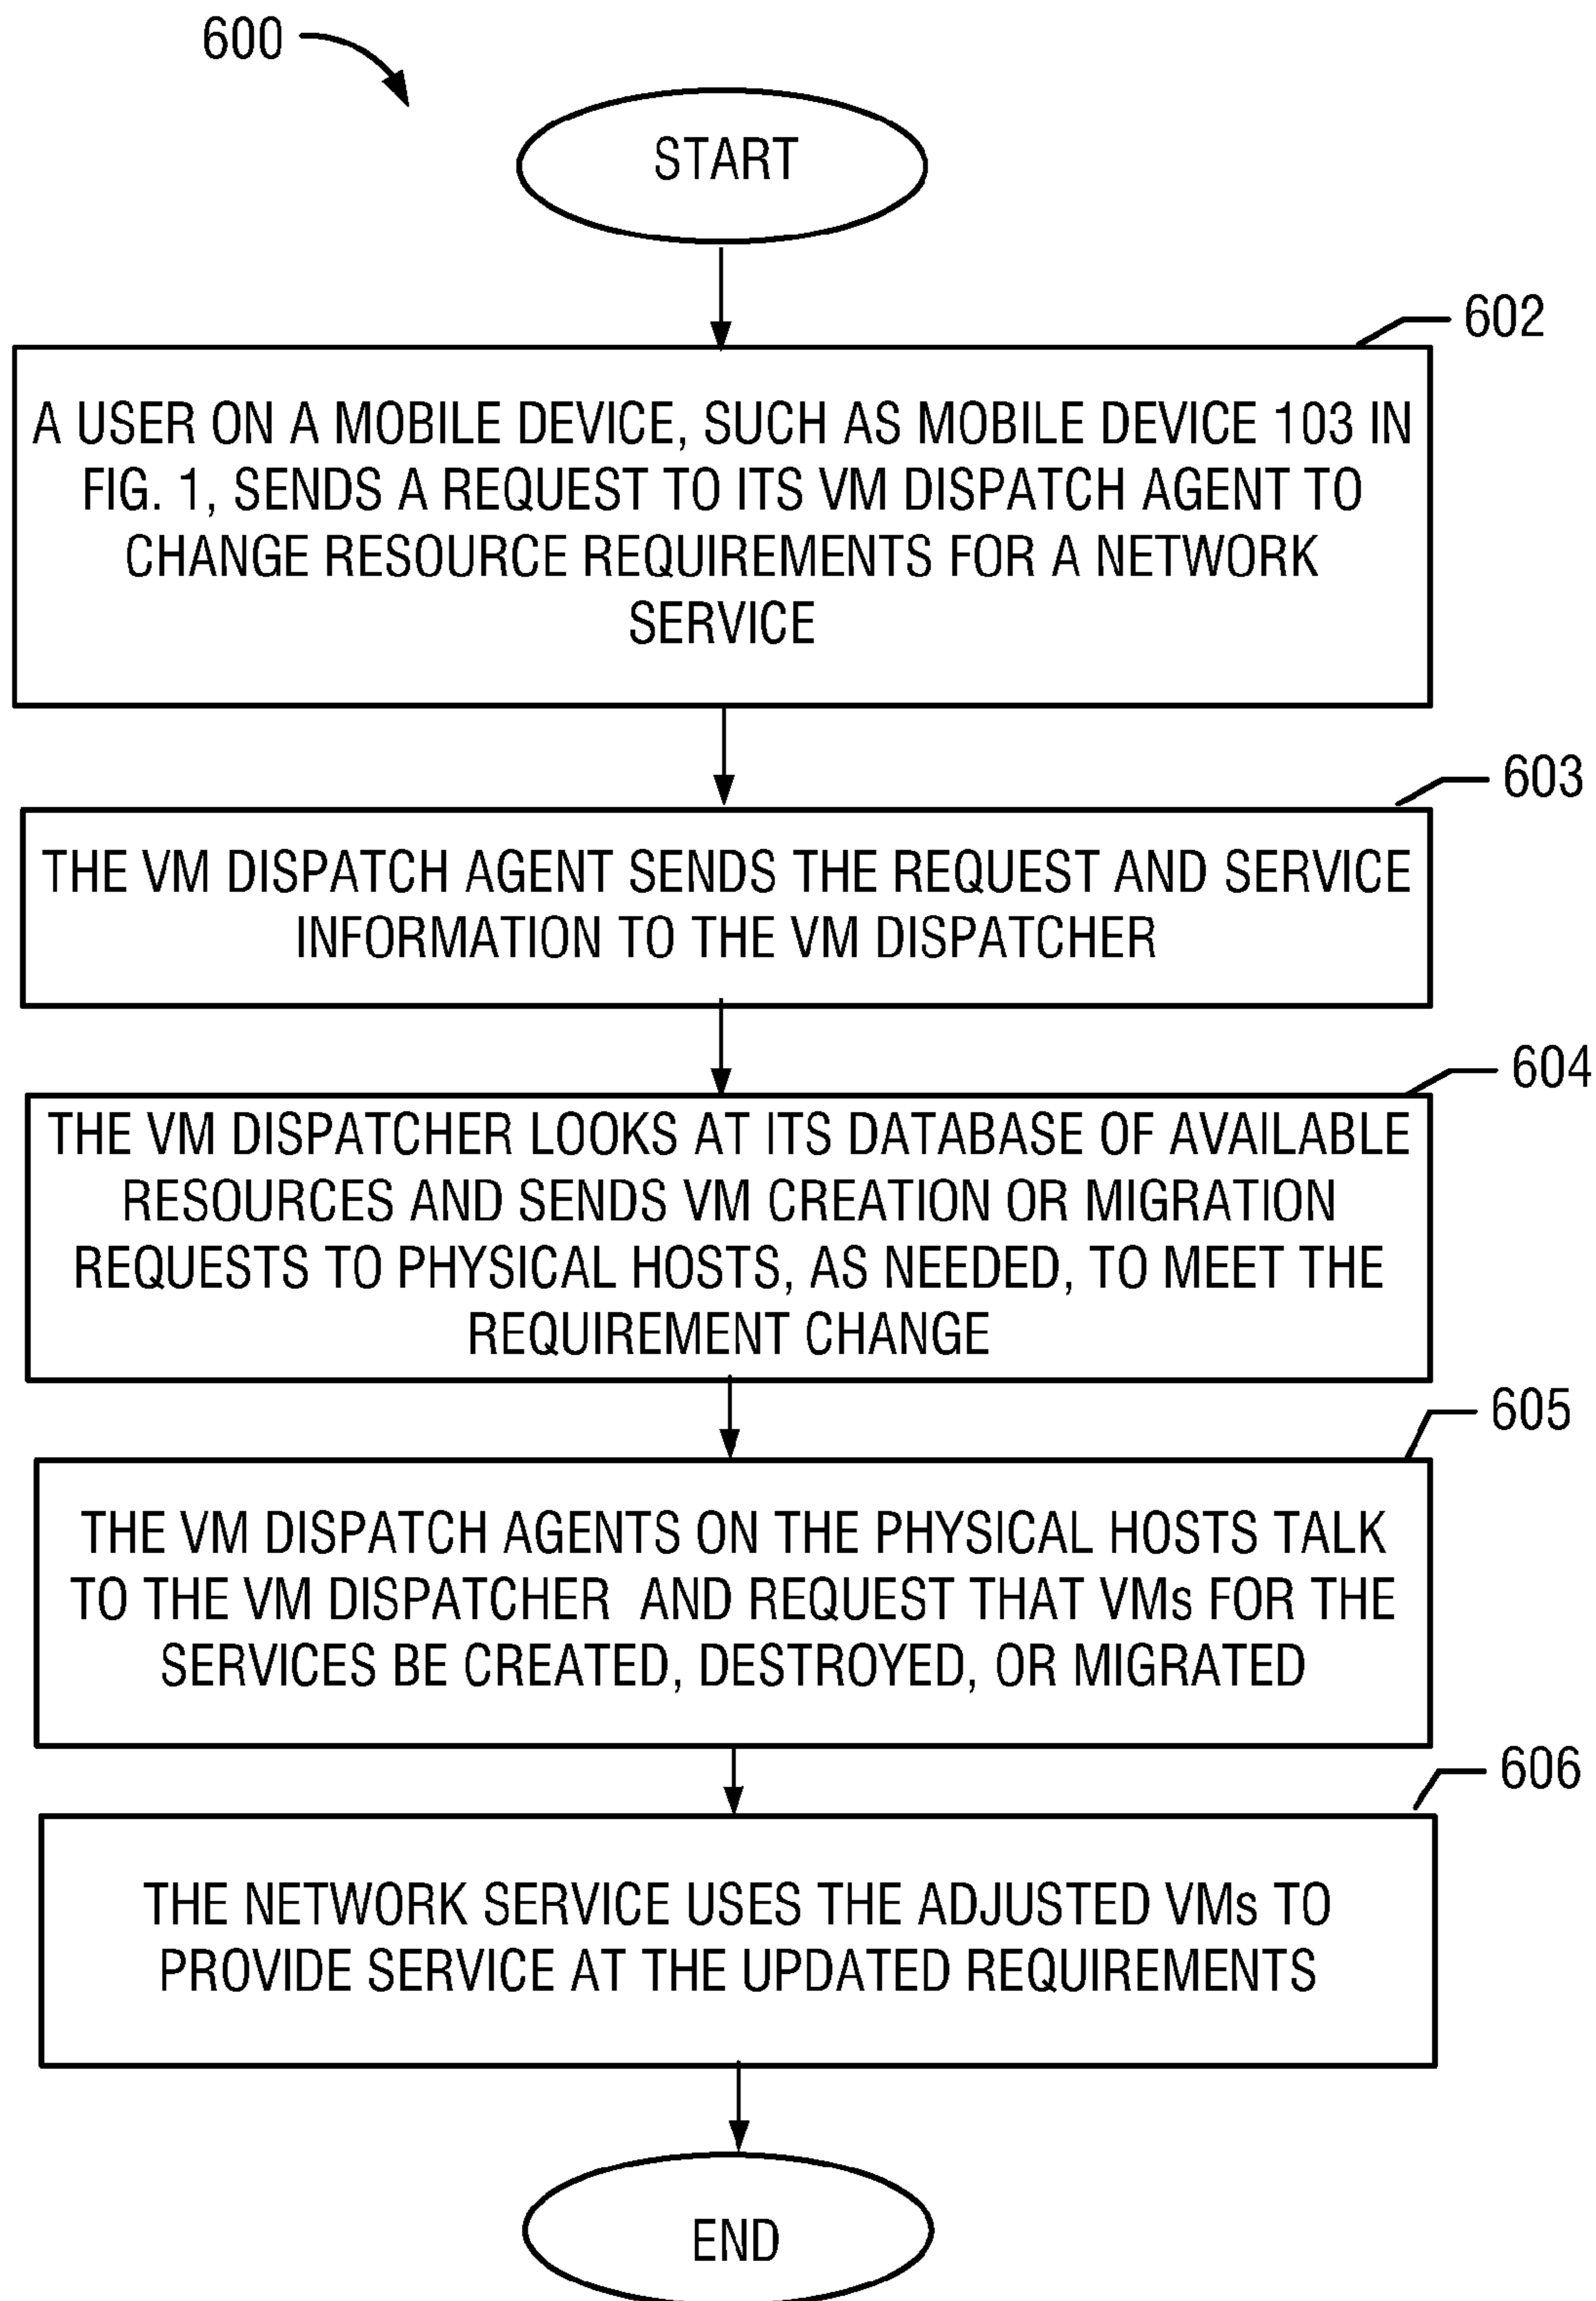 600
START
602
A USER ON A MOBILE DEVICE, SUCH AS MOBILE DEVICE 103 IN
FIG. 1, SENDS A REQUEST TO ITS VM DISPATCH AGENT TO
CHANGE RESOURCE REQUIREMENTS FOR A NETWORK
SERVICE
603
THE VM DISPATCH AGENT SENDS THE REQUEST AND SERVICE
INFORMATION TO THE VM DISPATCHER
604
THE VM DISPATCHER LOOKS AT ITS DATABASE OF AVAILABLE
RESOURCES AND SENDS VM CREATION OR MIGRATION
REQUESTS TO PHYSICAL HOSTS, AS NEEDED, TO MEET THE
REQUIREMENT CHANGE
605
THE VM DISPATCH AGENTS ON THE PHYSICAL HOSTS TALK
TO THE VM DISPATCHER AND REQUEST THAT VMs FOR THE
SERVICES BE CREATED, DESTROYED, OR MIGRATED
606
THE NETWORK SERVICE USES THE ADJUSTED VMs TO
PROVIDE SERVICE AT THE UPDATED REQUIREMENTS
END